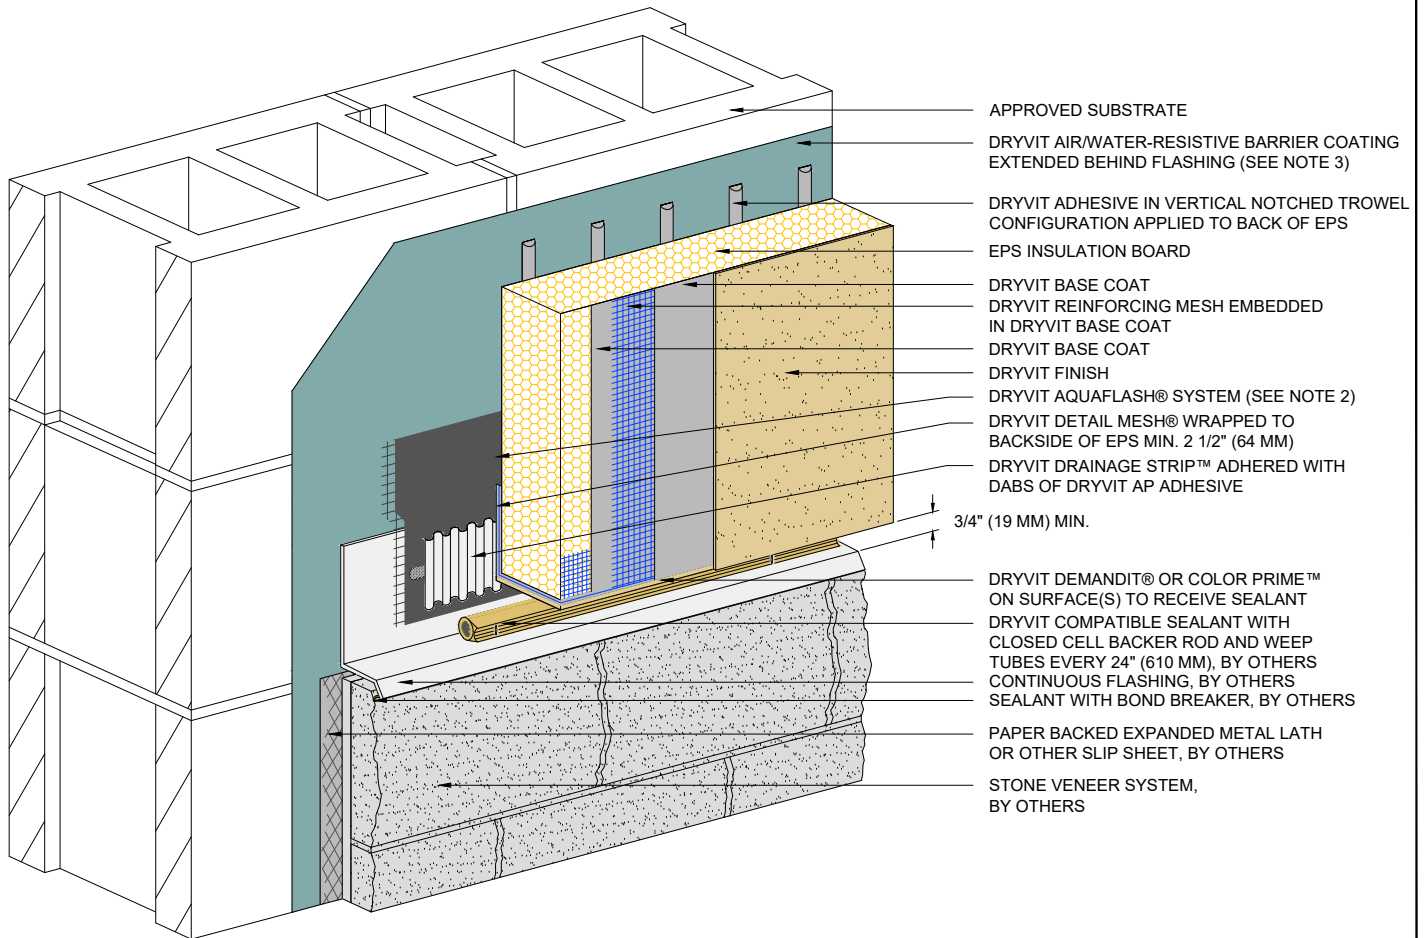 APPROVED SUBSTRATE
DRYVIT AIR/WATER-RESISTIVE BARRIER COATING
EXTENDED BEHIND FLASHING (SEE NOTE 3)
DRYVIT ADHESIVE IN VERTICAL NOTCHED TROWEL
CONFIGURATION APPLIED TO BACK OF EPS
EPS INSULATION BOARD
DRYVIT BASE COAT
DRYVIT REINFORCING MESH EMBEDDED
IN DRYVIT BASE COAT
DRYVIT BASE COAT
DRYVIT FINISH
DRYVIT AQUAFLASH® SYSTEM (SEE NOTE 2)
DRYVIT DETAIL MESH® WRAPPED TO
BACKSIDE OF EPS MIN. 2 1/2" (64 MM)
DRYVIT DRAINAGE STRIP™ ADHERED WITH
DABS OF DRYVIT AP ADHESIVE
3/4" (19 MM) MIN.
DRYVIT DEMANDIT® OR COLOR PRIME™
ON SURFACE(S) TO RECEIVE SEALANT
DRYVIT COMPATIBLE SEALANT WITH
CLOSED CELL BACKER ROD AND WEEP
TUBES EVERY 24" (610 MM), BY OTHERS
CONTINUOUS FLASHING, BY OTHERS
SEALANT WITH BOND BREAKER, BY OTHERS
PAPER BACKED EXPANDED METAL LATH
OR OTHER SLIP SHEET, BY OTHERS
STONE VENEER SYSTEM,
BY OTHERS